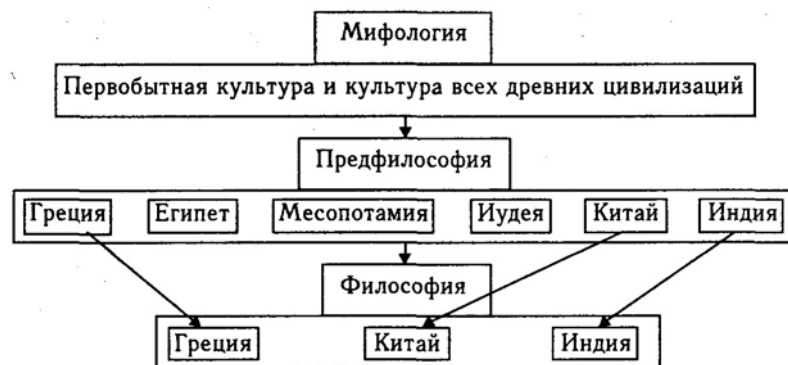 Мифология
Первобытная культура и культура всех древних цивилизаций
Предфилософия
Греция Египет Месопотамия Иудея Китай Индия
Философия
Греция Китай Индия